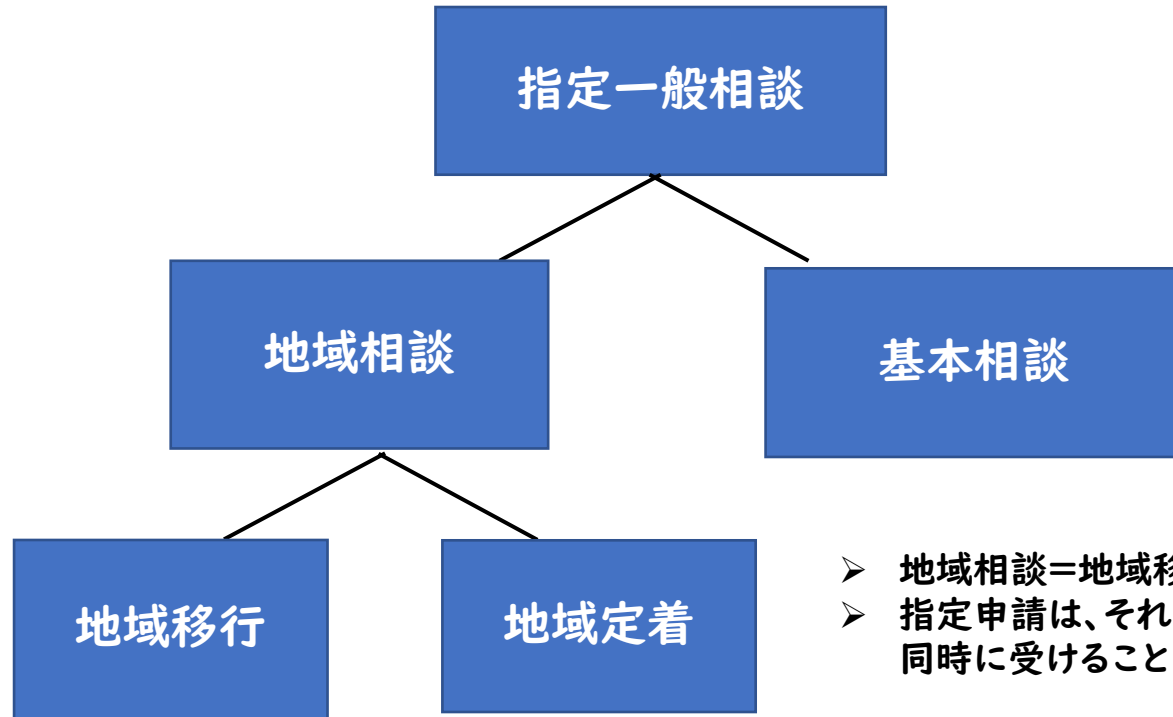 指定一般相談
地域相談
基本相談
地域移行
地域定着
➢ 地域相談=地域移
➢ 指定申請は、それ
同時に受けること